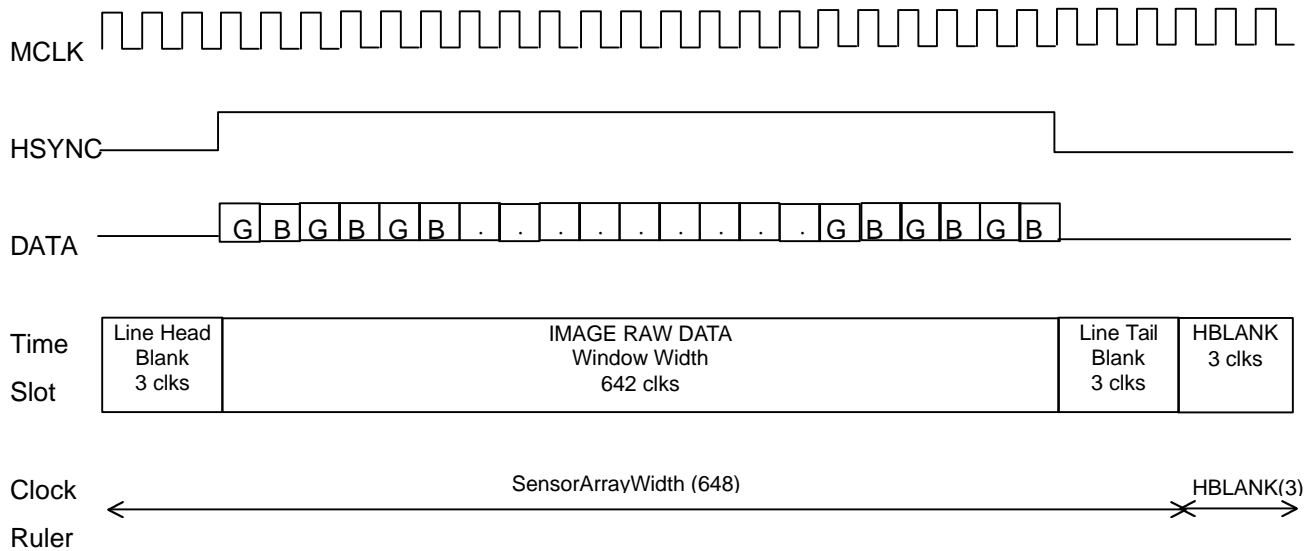 MCLK
HSYNC
DATA
G B G B G B . . . . . . . . . G B G B G B
Time
Slot
Line Head
Blank
3 clks
IMAGE RAW DATA
Window Width
642 clks
Line Tail
Blank
3 clks
HBLANK
3 clks
Clock
Ruler
SensorArrayWidth (648)
HBLANK(3)